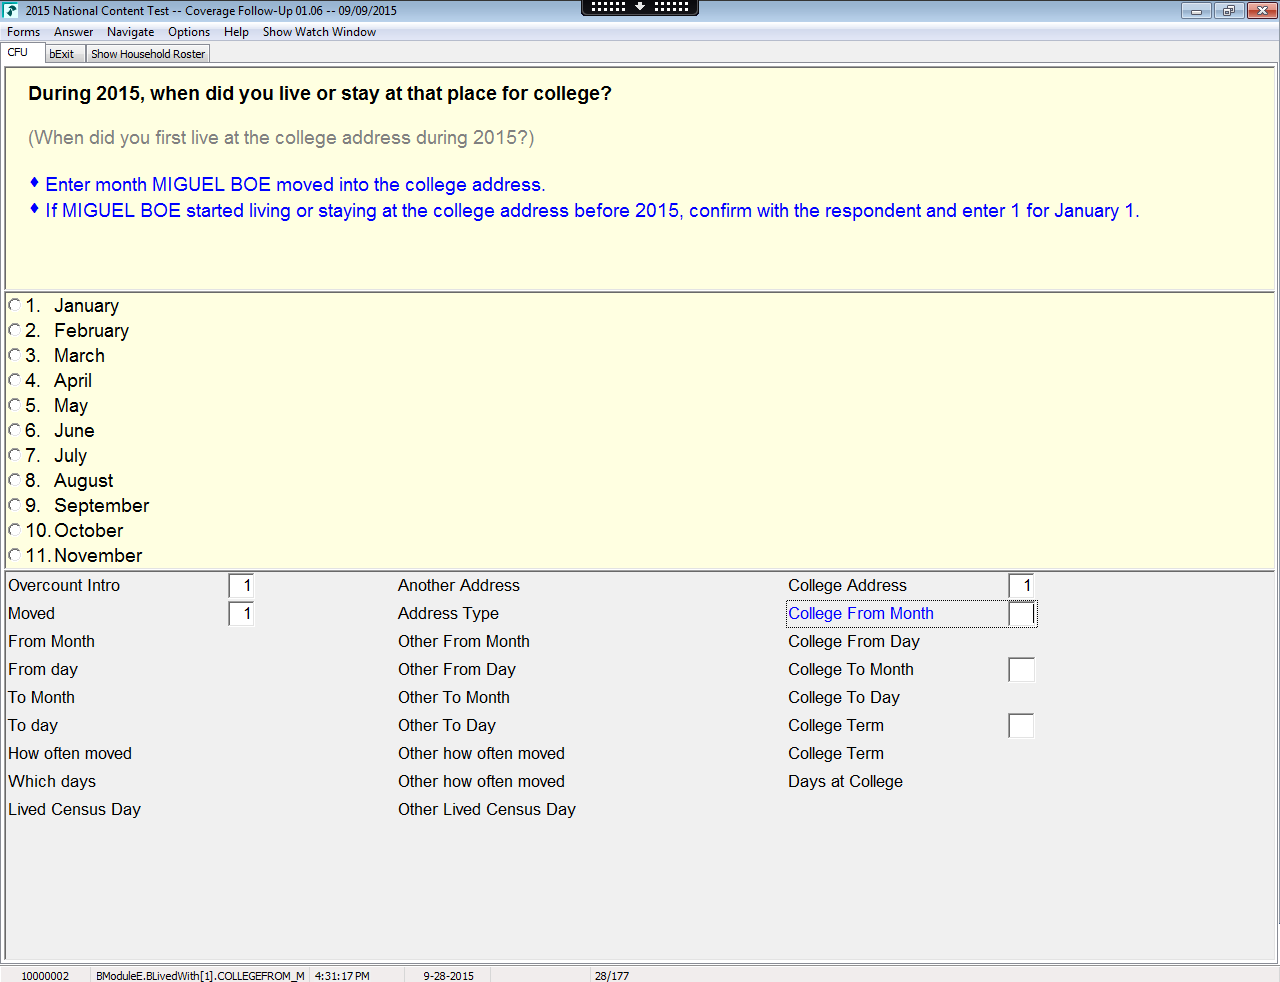 2015 National Content Test -- Coverage Follow-Up 01.06 -- 09/09/2015
Forms Answer Navigate Options Help Show Watch Window
CFU bExit Show Household Roster
During 2015, when did you live or stay at that place for college?
(When did you first live at the college address during 2015?)
♦ Enter month MIGUEL BOE moved into the college address.
♦ If MIGUEL BOE started living or staying at the college address before 2015, confirm with the respondent and enter 1 for January 1.
1. January
2. February
3. March
4. April
5. May
6. June
7. July
8. August
9. September
10. October
11. November
Overcount Intro 1 Another Address College Address 1
Moved 1 Address Type College From Month
From Month Other From Month College From Day
From day Other From Day College To Month
To Month Other To Month College To Day
To day Other To Day College Term
How often moved Other how often moved College Term
Which days Other how often moved Days at College
Lived Census Day Other Lived Census Day
10000002 BModuleE.BLivedWith[1].COLLEGEFROM_M 4:31:17 PM 9-28-2015 28/177